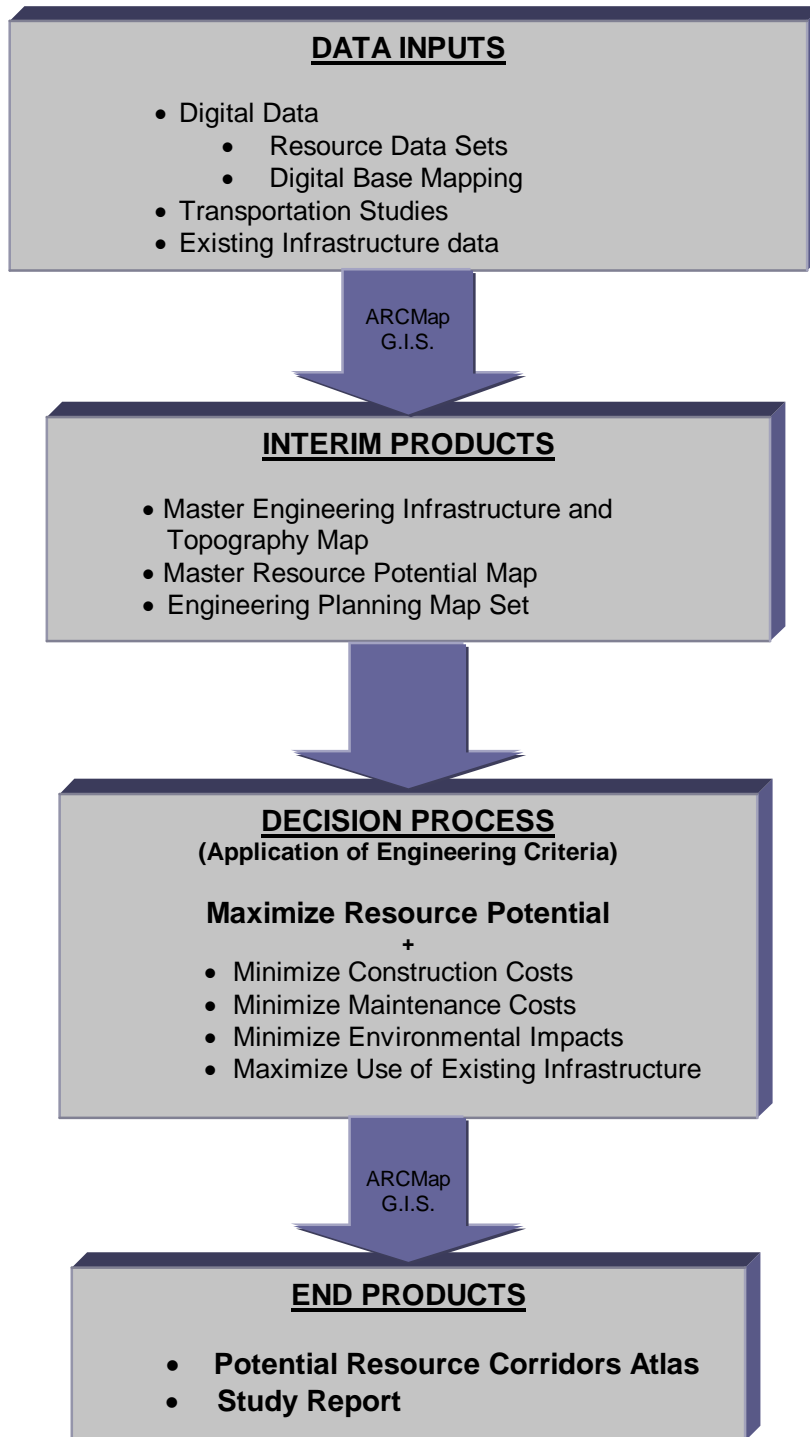 DATA INPUTS
• Digital Data
• Resource Data Sets
• Digital Base Mapping
• Transportation Studies
• Existing Infrastructure data
ARCMap
G.I.S.
INTERIM PRODUCTS
• Master Engineering Infrastructure and
Topography Map
• Master Resource Potential Map
• Engineering Planning Map Set
DECISION PROCESS
(Application of Engineering Criteria)
Maximize Resource Potential
+
• Minimize Construction Costs
• Minimize Maintenance Costs
• Minimize Environmental Impacts
• Maximize Use of Existing Infrastructure
ARCMap
G.I.S.
END PRODUCTS
• Potential Resource Corridors Atlas
• Study Report